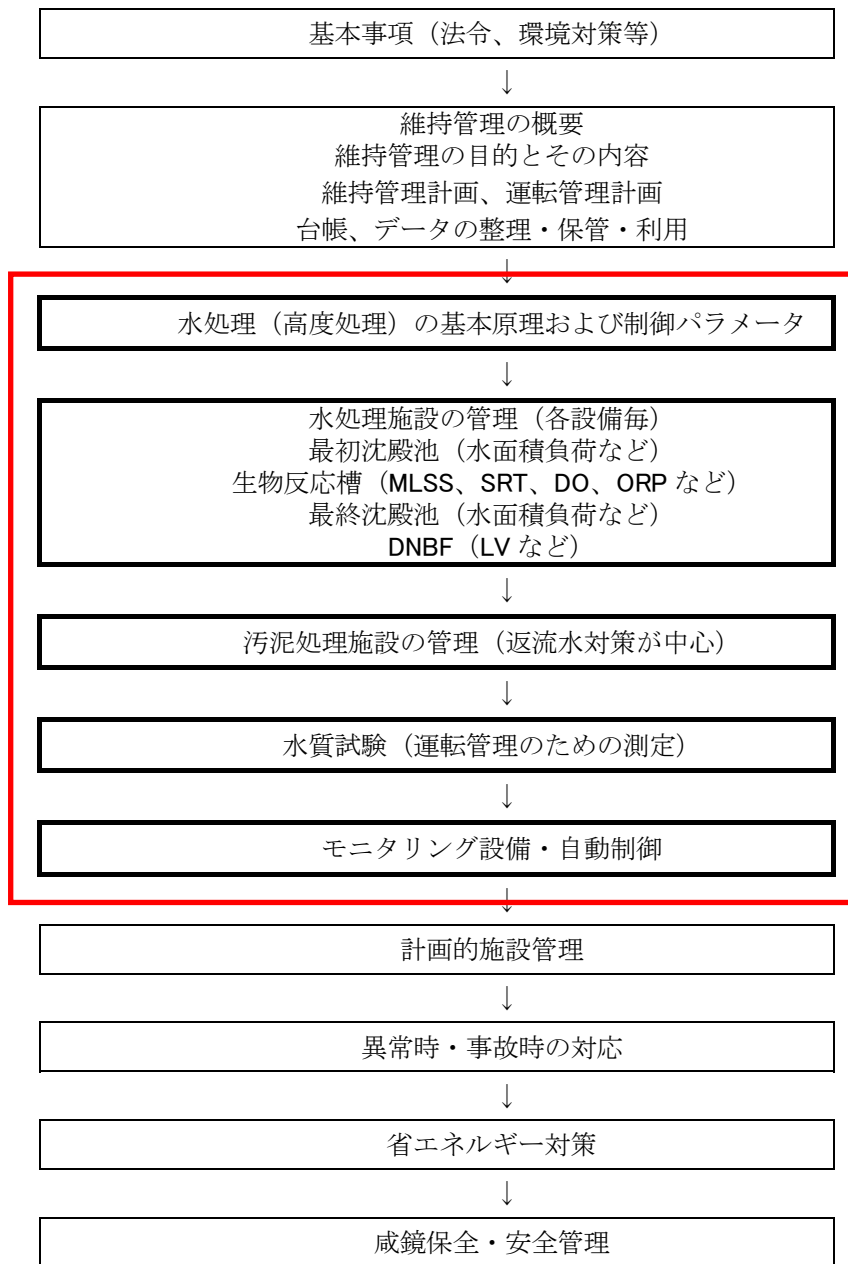 基本事項（法令、環境対策等）
↓
維持管理の概要
維持管理の目的とその内容
維持管理計画、運転管理計画
台帳、データの整理・保管・利用
↓
水処理（高度処理）の基本原理および制御パラメータ
↓
水処理施設の管理（各設備毎）
最初沈殿池（水面積負荷など）
生物反応槽（MLSS、SRT、DO、ORP など）
最終沈殿池（水面積負荷など）
DNBF（LV など）
↓
汚泥処理施設の管理（返流水対策が中心）
↓
水質試験（運転管理のための測定）
↓
モニタリング設備・自動制御
↓
計画的施設管理
↓
異常時・事故時の対応
↓
省エネルギー対策
↓
咸鏡保全・安全管理